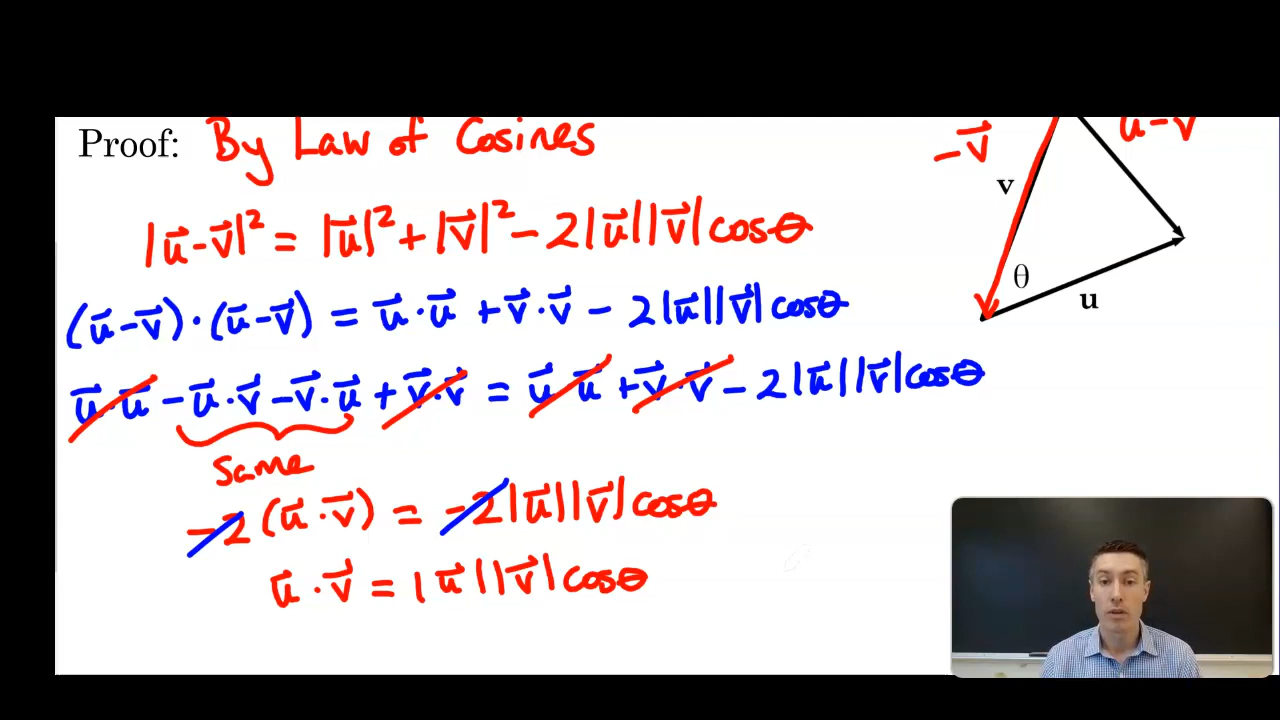 Proof: By Law of Cosines
|u⃗-v⃗|² = |u⃗|² + |v⃗|² - 2|u⃗||v⃗|cosθ
(u⃗-v⃗)·(u⃗-v⃗) = u⃗·u⃗ + v⃗·v⃗ - 2|u⃗||v⃗|cosθ
u⃗·u⃗ - u⃗·v⃗ - v⃗·u⃗ + v⃗·v⃗ = u⃗·u⃗ + v⃗·v⃗ - 2|u⃗||v⃗|cosθ
Same
-2(u⃗·v⃗) = -2|u⃗||v⃗|cosθ
u⃗·v⃗ = |u⃗||v⃗|cosθ
-v⃗
u-v
v
θ
u